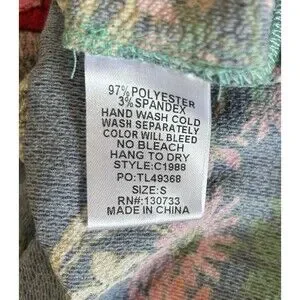 97% POLYESTER
3% SPANDEX
HAND WASH COLD
WASH SEPARATELY
COLOR WILL BLEED
NO BLEACH
HANG TO DRY
STYLE:C1988
PO:TL49368
SIZE:S
RN#:130733
MADE IN CHINA